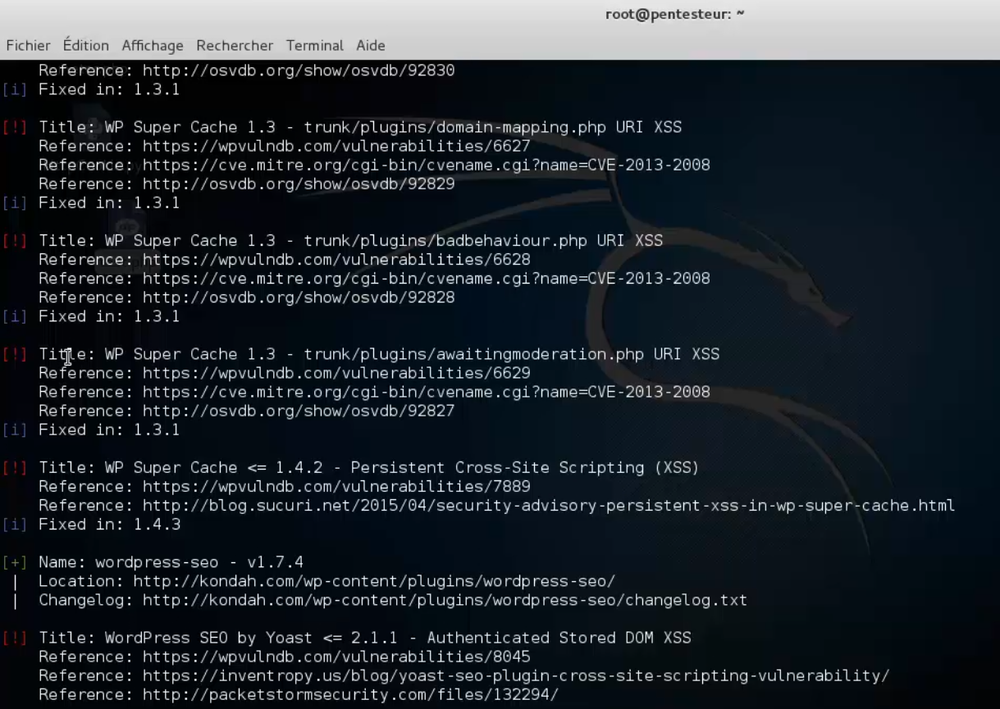 root@pentesteur: ~
Fichier Édition Affichage Rechercher Terminal Aide
Reference: http://osvdb.org/show/osvdb/92830
[i] Fixed in: 1.3.1
[!] Title: WP Super Cache 1.3 - trunk/plugins/domain-mapping.php URI XSS
Reference: https://wpvulndb.com/vulnerabilities/6627
Reference: https://cve.mitre.org/cgi-bin/cvename.cgi?name=CVE-2013-2008
Reference: http://osvdb.org/show/osvdb/92829
[i] Fixed in: 1.3.1
[!] Title: WP Super Cache 1.3 - trunk/plugins/badbehaviour.php URI XSS
Reference: https://wpvulndb.com/vulnerabilities/6628
Reference: https://cve.mitre.org/cgi-bin/cvename.cgi?name=CVE-2013-2008
Reference: http://osvdb.org/show/osvdb/92828
[i] Fixed in: 1.3.1
[!] Title: WP Super Cache 1.3 - trunk/plugins/awaitingmoderation.php URI XSS
Reference: https://wpvulndb.com/vulnerabilities/6629
Reference: https://cve.mitre.org/cgi-bin/cvename.cgi?name=CVE-2013-2008
Reference: http://osvdb.org/show/osvdb/92827
[i] Fixed in: 1.3.1
[!] Title: WP Super Cache <= 1.4.2 - Persistent Cross-Site Scripting (XSS)
Reference: https://wpvulndb.com/vulnerabilities/7889
Reference: http://blog.sucuri.net/2015/04/security-advisory-persistent-xss-in-wp-super-cache.html
[i] Fixed in: 1.4.3
[+] Name: wordpress-seo - v1.7.4
| Location: http://kondah.com/wp-content/plugins/wordpress-seo/
| Changelog: http://kondah.com/wp-content/plugins/wordpress-seo/changelog.txt
[!] Title: WordPress SEO by Yoast <= 2.1.1 - Authenticated Stored DOM XSS
Reference: https://wpvulndb.com/vulnerabilities/8045
Reference: https://inventropy.us/blog/yoast-seo-plugin-cross-site-scripting-vulnerability/
Reference: http://packetstormsecurity.com/files/132294/